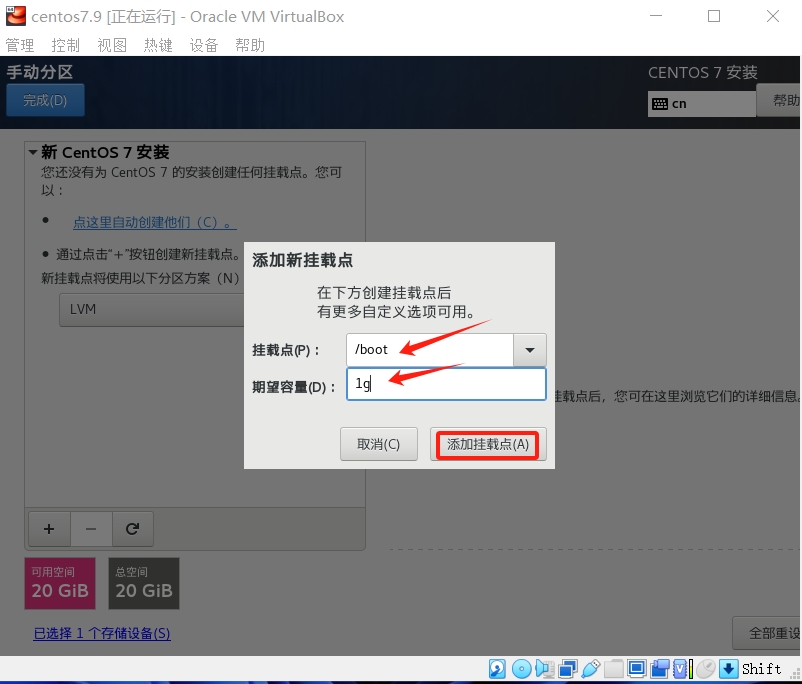 centos7.9 [正在运行] - Oracle VM VirtualBox
管理 控制 视图 热键 设备 帮助
手动分区
CENTOS 7 安装
完成(D)
cn
帮助
新 CentOS 7 安装
您还没有为 CentOS 7 的安装创建任何挂载点。您可
以：
点这里自动创建他们（C）。
通过点击“+”按钮创建新挂载点。
新挂载点将使用以下分区方案（N）
LVM
添加新挂载点
在下方创建挂载点后
有更多自定义选项可用。
挂载点(P)：
/boot
期望容量(D)：
1g
取消(C)
添加挂载点(A)
挂载点后，您可在这里浏览它们的详细信息。
可用空间
20 GiB
总空间
20 GiB
已选择 1 个存储设备(S)
全部重设
Shift